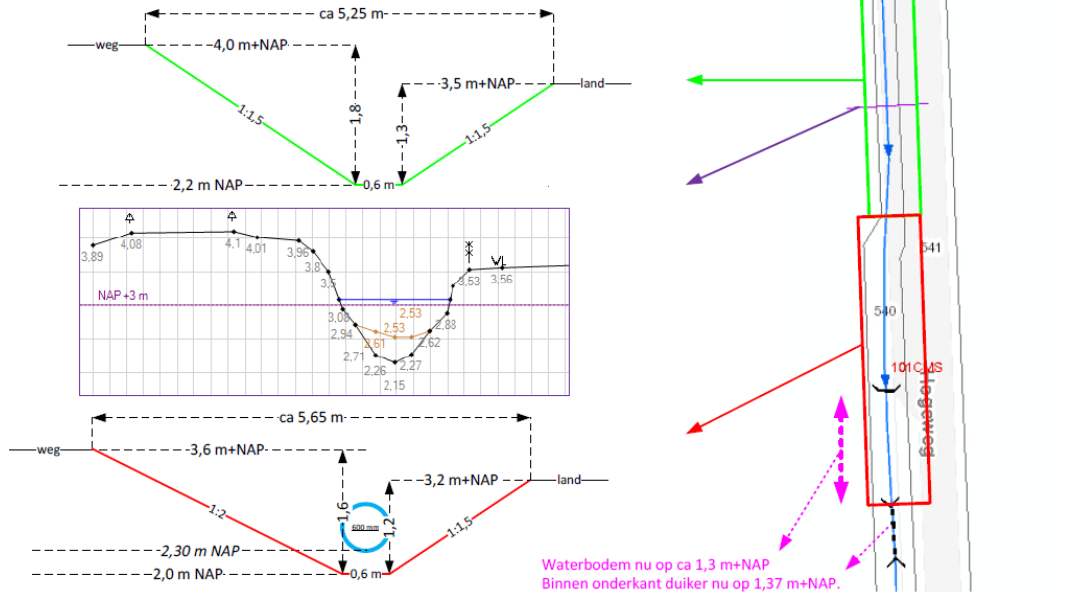 ca 5,25 m
weg
4,0 m+NAP
3,5 m+NAP
land
1:1,5
1,8
1,3
1:1,5
2,2 m NAP
0,6 m
4,08
4,1
4,01
3,89
3,96
3,8
3,5
3,53
3,56
NAP +3 m
3,08
2,94
2,53
2,53
2,88
2,61
2,62
2,71
2,26
2,27
2,15
ca 5,65 m
weg
3,6 m+NAP
3,2 m+NAP
land
1:2
1,6
600 mm
1,2
1:1,5
2,30 m NAP
2,0 m NAP
0,6 m
541
540
101CMS
Hogeweg
Waterbodem nu op ca 1,3 m+NAP
Binnen onderkant duiker nu op 1,37 m+NAP.